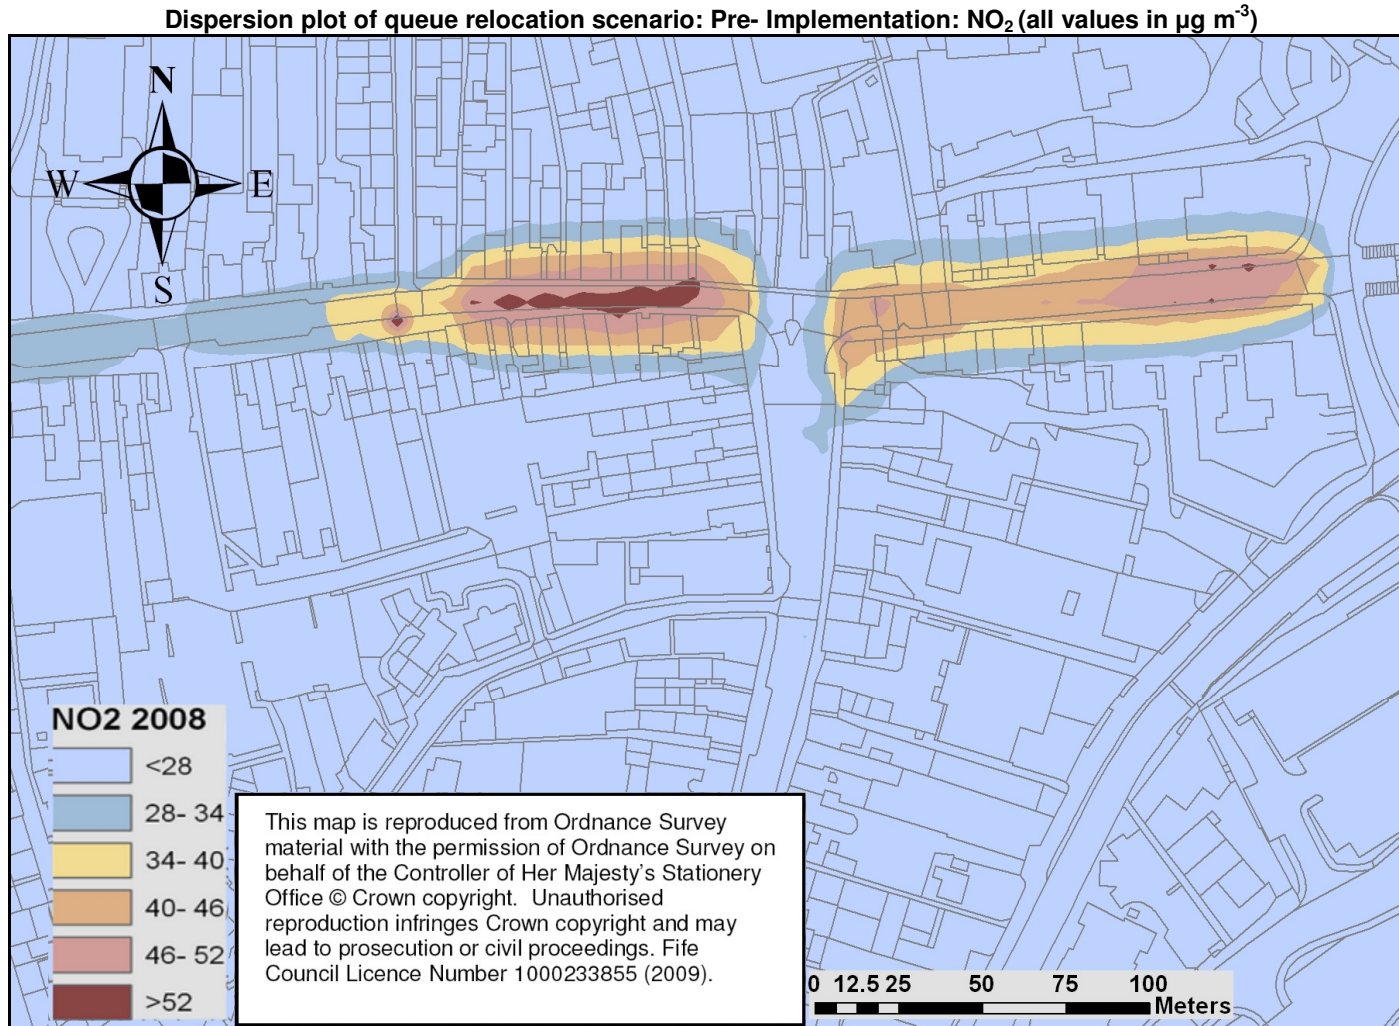 Dispersion plot of queue relocation scenario: Pre- Implementation: NO2 (all values in µg m-3)
N
W E
S
NO2 2008
<28
28- 34
34- 40
40- 46
46- 52
>52
This map is reproduced from Ordnance Survey
material with the permission of Ordnance Survey on
behalf of the Controller of Her Majesty's Stationery
Office © Crown copyright. Unauthorised
reproduction infringes Crown copyright and may
lead to prosecution or civil proceedings. Fife
Council Licence Number 1000233855 (2009).
0 12.5 25 50 75 100
Meters